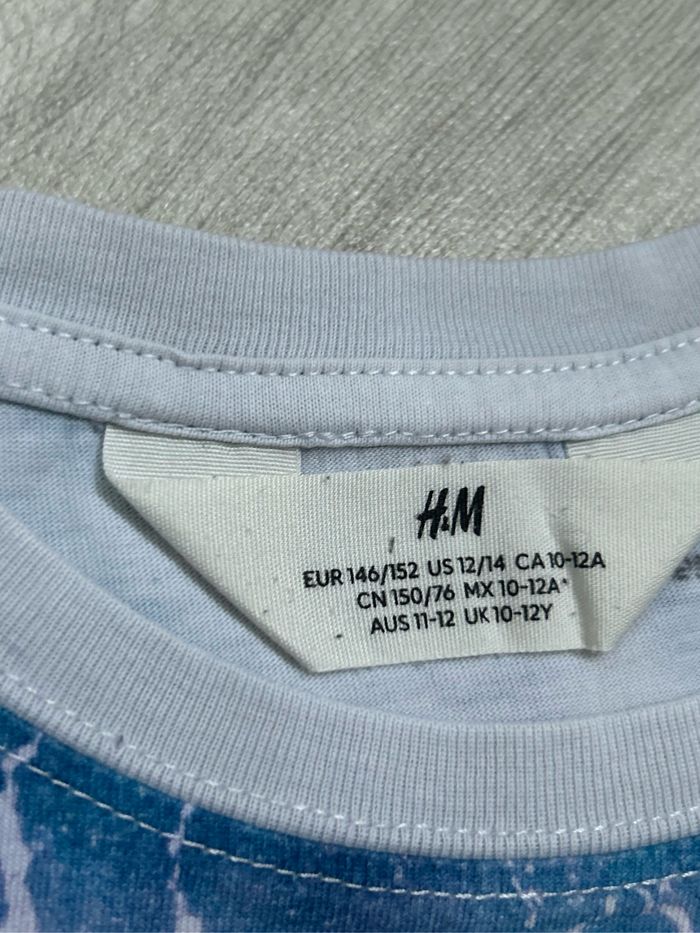 H&M
EUR 146/152 US 12/14 CA 10-12A
CN 150/76 MX 10-12A*
AUS 11-12 UK 10-12Y